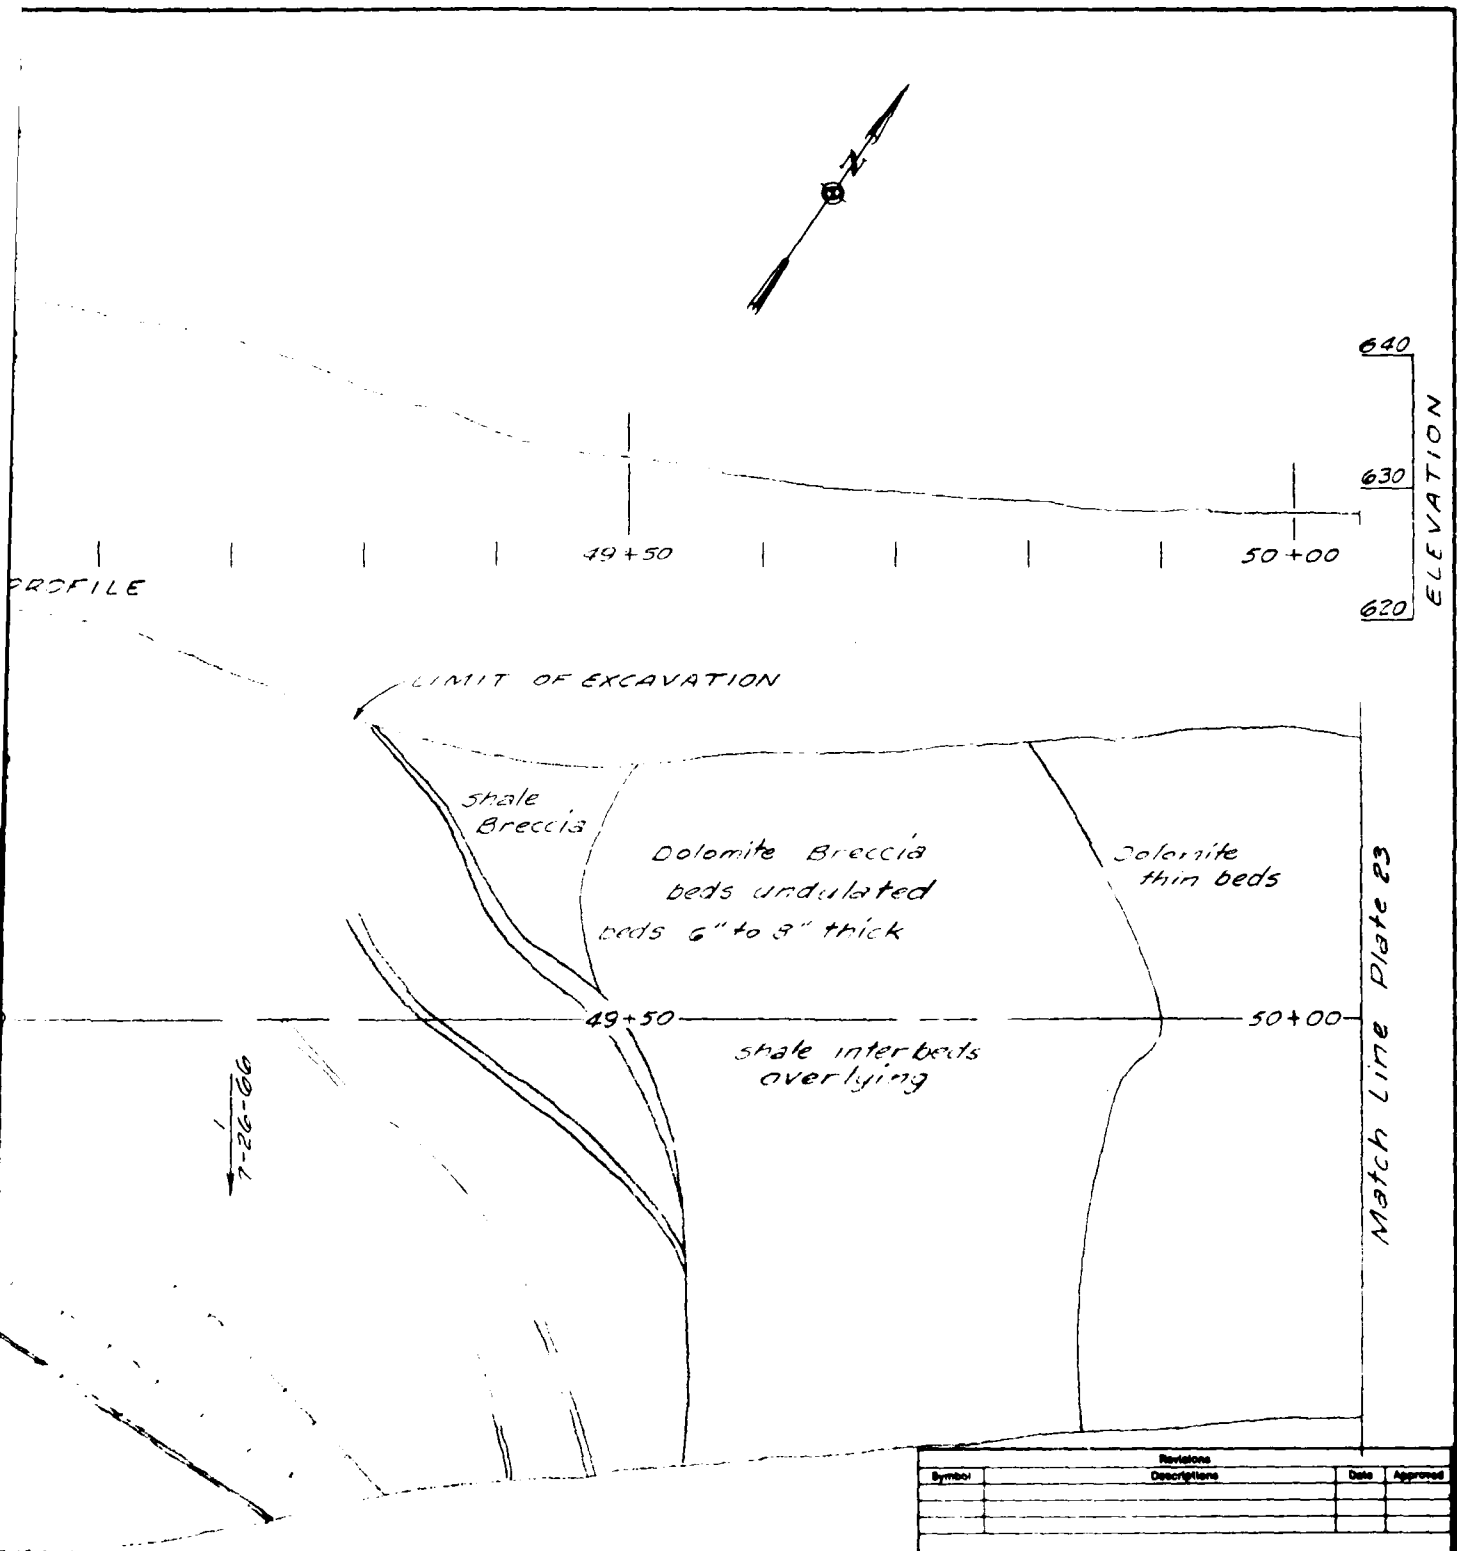 N
640
630
620
ELEVATION
49+50
50+00
PROFILE
LIMIT OF EXCAVATION
shale
Breccia
Dolomite Breccia
beds undulated
beds 6" to 8" thick
Dolomite
thin beds
49+50
50+00
shale interbeds
overlying
7-26-66
Match Line Plate 23
Revisions
Symbol
Descriptions
Date
Approved